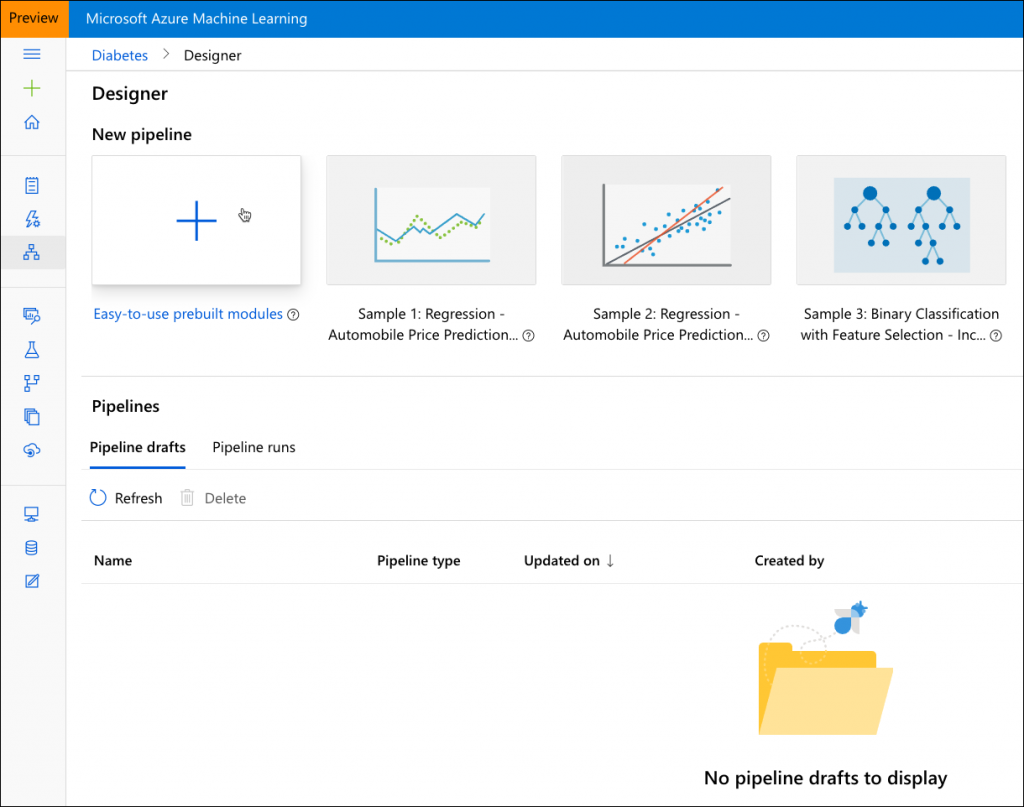 Preview
Microsoft Azure Machine Learning
Diabetes > Designer
Designer
New pipeline
Easy-to-use prebuilt modules
Sample 1: Regression -
Automobile Price Prediction...
Sample 2: Regression -
Automobile Price Prediction...
Sample 3: Binary Classification
with Feature Selection - Inc...
Pipelines
Pipeline drafts Pipeline runs
Refresh Delete
Name Pipeline type Updated on ↓ Created by
No pipeline drafts to display